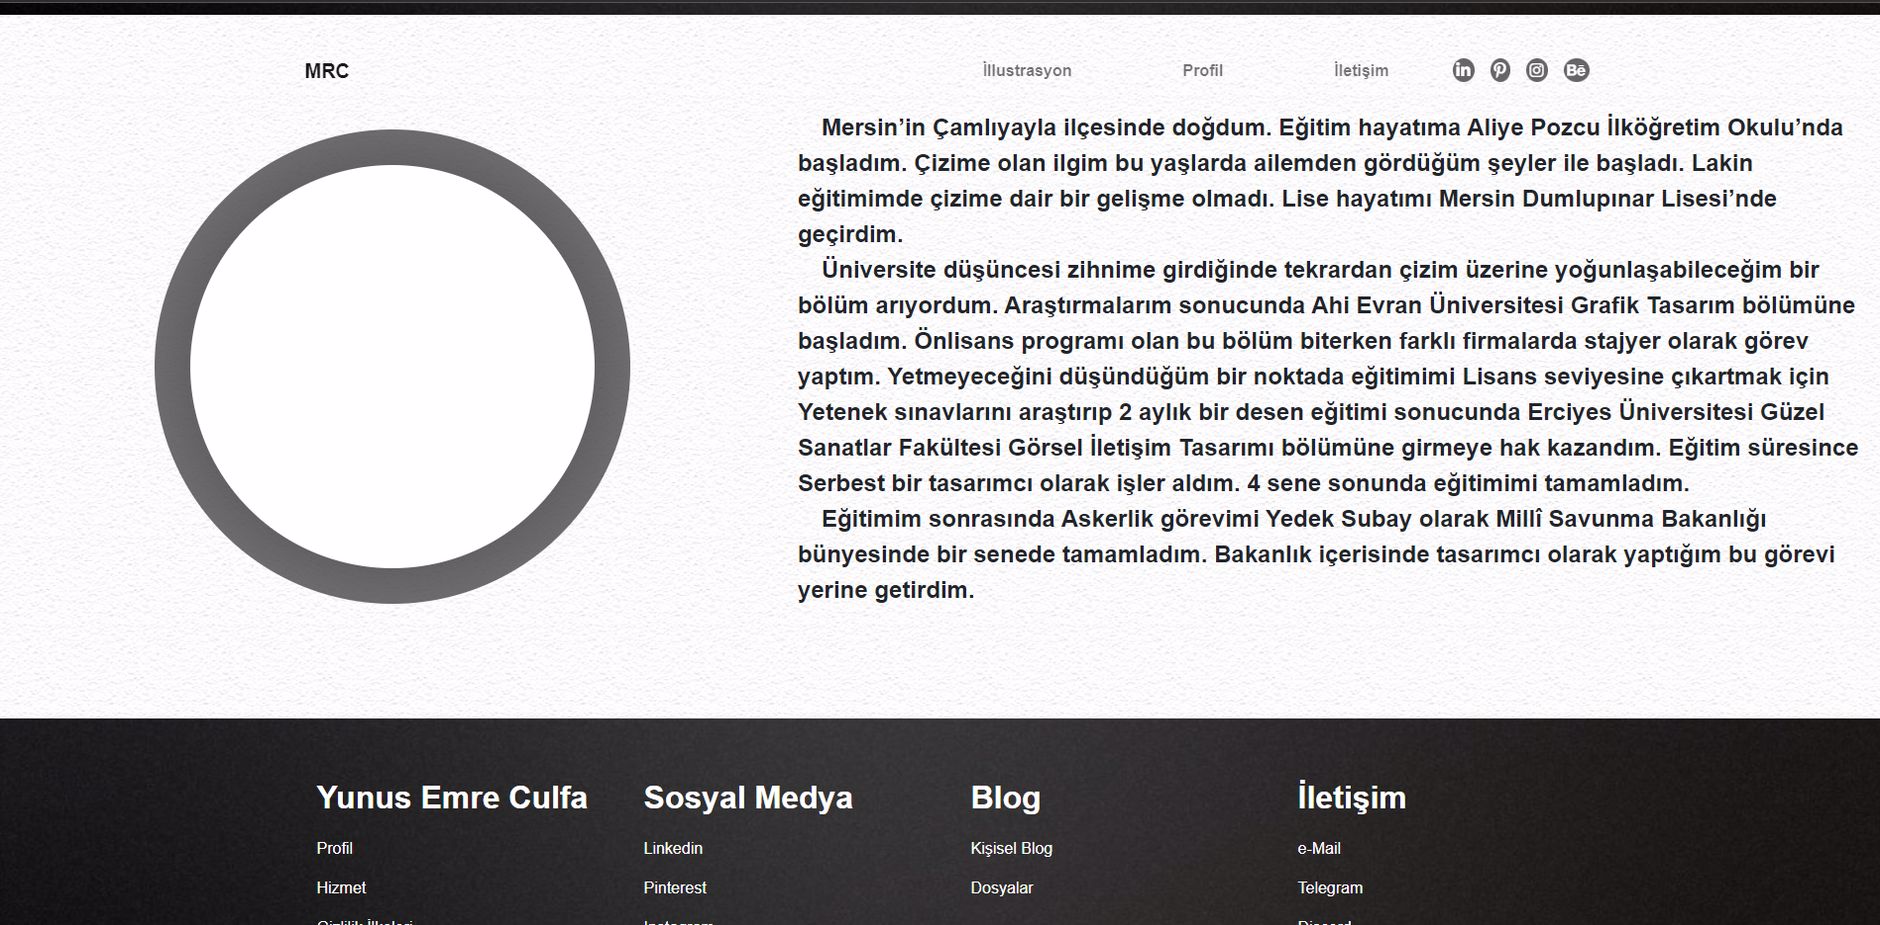 MRC
İllustrasyon
Profil
İletişim
in
Bē
Mersin’in Çamlıyayla ilçesinde doğdum. Eğitim hayatıma Aliye Pozcu İlköğretim Okulu’nda
başladım. Çizime olan ilgim bu yaşlarda ailemden gördüğüm şeyler ile başladı. Lakin
eğitimimde çizime dair bir gelişme olmadı. Lise hayatımı Mersin Dumlupınar Lisesi’nde
geçirdim.
Üniversite düşüncesi zihnime girdiğinde tekrardan çizim üzerine yoğunlaşabileceğim bir
bölüm arıyordum. Araştırmalarım sonucunda Ahi Evran Üniversitesi Grafik Tasarım bölümüne
başladım. Önlisans programı olan bu bölüm biterken farklı firmalarda stajyer olarak görev
yaptım. Yetmeyeceğini düşündüğüm bir noktada eğitimimi Lisans seviyesine çıkartmak için
Yetenek sınavlarını araştırıp 2 aylık bir desen eğitimi sonucunda Erciyes Üniversitesi Güzel
Sanatlar Fakültesi Görsel İletişim Tasarımı bölümüne girmeye hak kazandım. Eğitim süresince
Serbest bir tasarımcı olarak işler aldım. 4 sene sonunda eğitimimi tamamladım.
Eğitimim sonrasında Askerlik görevimi Yedek Subay olarak Millî Savunma Bakanlığı
bünyesinde bir senede tamamladım. Bakanlık içerisinde tasarımcı olarak yaptığım bu görevi
yerine getirdim.
Yunus Emre Culfa
Profil
Hizmet
Gizlilik İlkeleri
Sosyal Medya
Linkedin
Pinterest
Instagram
Blog
Kişisel Blog
Dosyalar
İletişim
e-Mail
Telegram
Discord